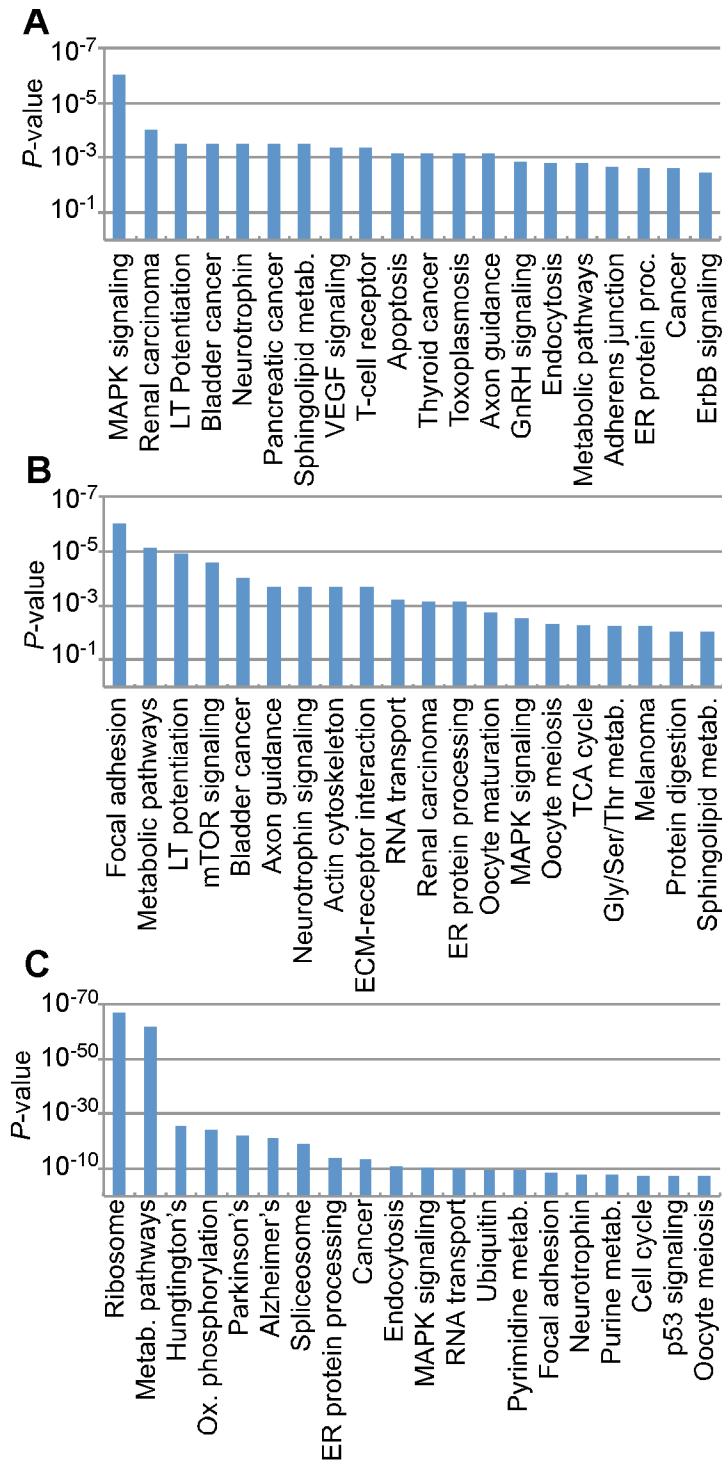 A
P-value
10-7
10-5
10-3
10-1
MAPK signaling
Renal carcinoma
LT Potentiation
Bladder cancer
Neurotrophin
Pancreatic cancer
Sphingolipid metab.
VEGF signaling
T-cell receptor
Apoptosis
Thyroid cancer
Toxoplasmosis
Axon guidance
GnRH signaling
Endocytosis
Metabolic pathways
Adherens junction
ER protein proc.
Cancer
ErbB signaling
B
P-value
10-7
10-5
10-3
10-1
Focal adhesion
Metabolic pathways
LT potentiation
mTOR signaling
Bladder cancer
Axon guidance
Neurotrophin signaling
Actin cytoskeleton
ECM-receptor interaction
RNA transport
Renal carcinoma
ER protein processing
Oocyte maturation
MAPK signaling
Oocyte meiosis
TCA cycle
Gly/Ser/Thr metab.
Melanoma
Protein digestion
Sphingolipid metab.
C
P-value
10-70
10-50
10-30
10-10
Ribosome
Metab. pathways
Hungtington's
Ox. phosphorylation
Parkinson's
Alzheimer's
Spliceosome
ER protein processing
Cancer
Endocytosis
MAPK signaling
RNA transport
Ubiquitin
Pyrimidine metab.
Focal adhesion
Neurotrophin
Purine metab.
Cell cycle
p53 signaling
Oocyte meiosis